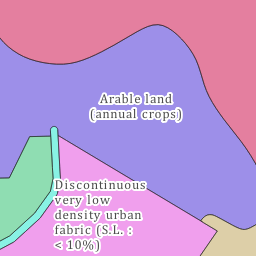 Arable land
(annual crops)
Discontinuous
very low
density urban
fabric (S.L. :
< 10%)